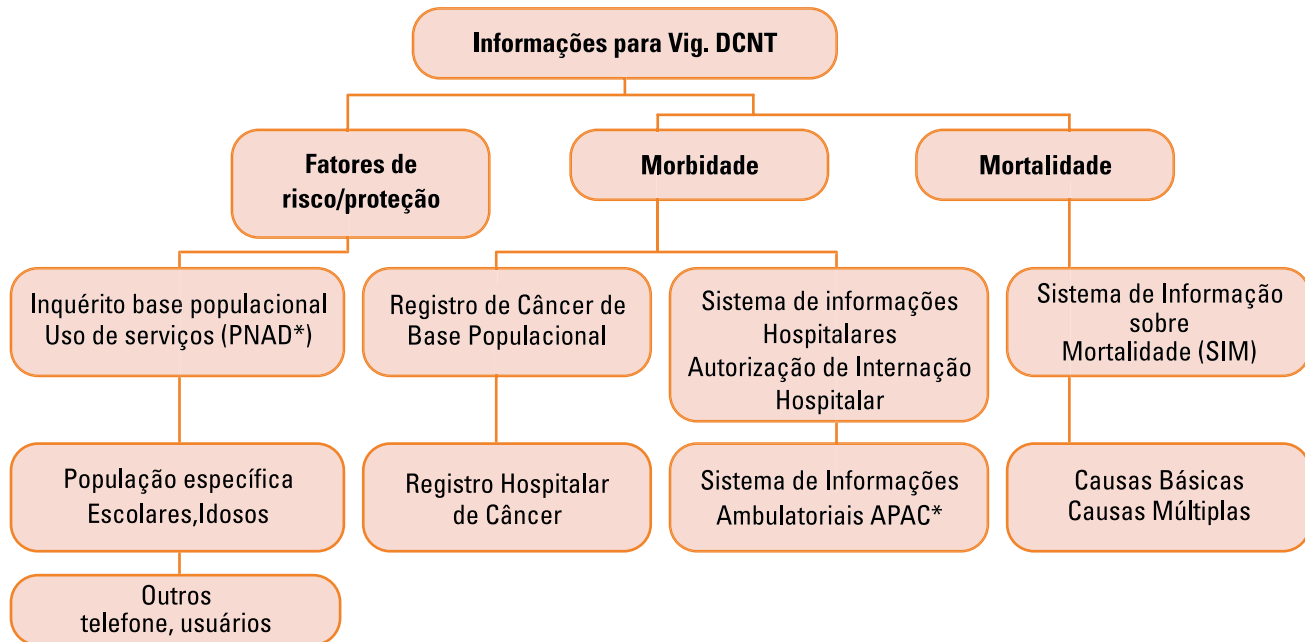 Informações para Vig. DCNT
Fatores de
risco/proteção
Morbidade
Mortalidade
Inquérito base populacional
Uso de serviços (PNAD*)
Registro de Câncer de
Base Populacional
Sistema de informações
Hospitalares
Autorização de Internação
Hospitalar
Sistema de Informação
sobre
Mortalidade (SIM)
População específica
Escolares,Idosos
Registro Hospitalar
de Câncer
Sistema de Informações
Ambulatoriais APAC*
Causas Básicas
Causas Múltiplas
Outros
telefone, usuários